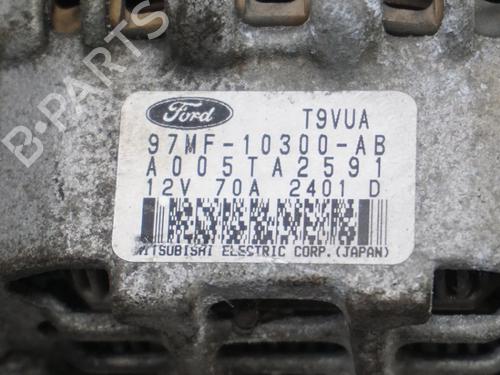 Ford T9VUA
97MF-10300-AB
A005TA2591
12V 70A 2401 D
MITSUBISHI ELECTRIC CORP.(JAPAN)
B-PARTS